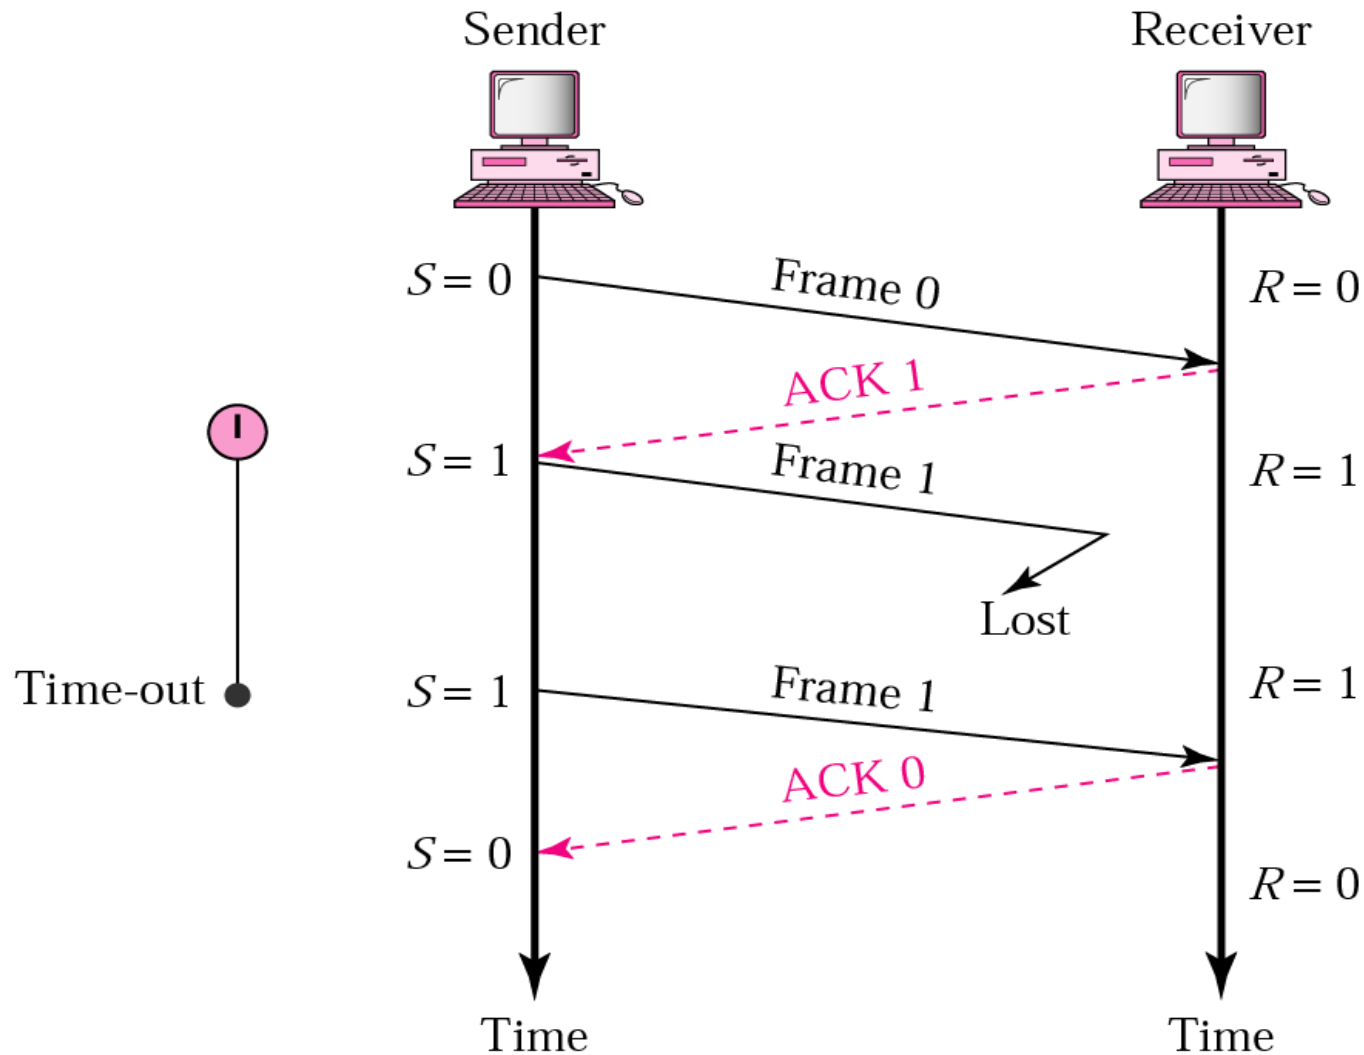 Sender
Receiver
S = 0
Frame 0
R = 0
ACK 1
S = 1
Frame 1
R = 1
Lost
Time-out
S = 1
Frame 1
R = 1
ACK 0
S = 0
R = 0
Time
Time